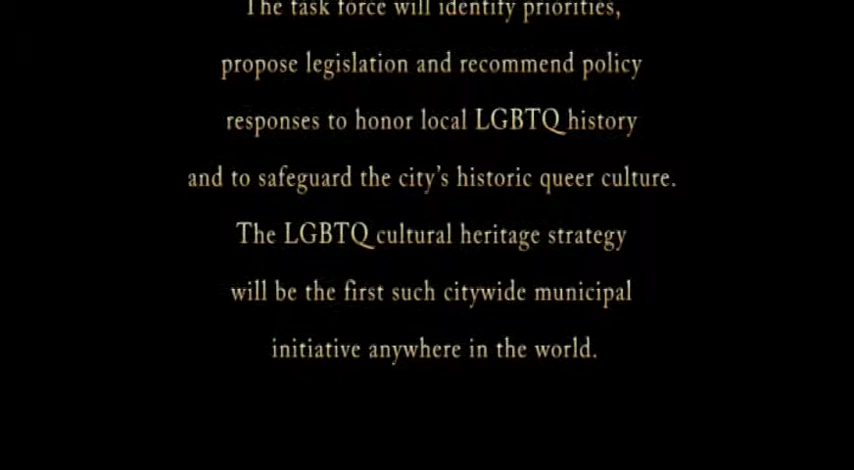 The task force will identify priorities,
propose legislation and recommend policy
responses to honor local LGBTQ history
and to safeguard the city's historic queer culture.
The LGBTQ cultural heritage strategy
will be the first such citywide municipal
initiative anywhere in the world.